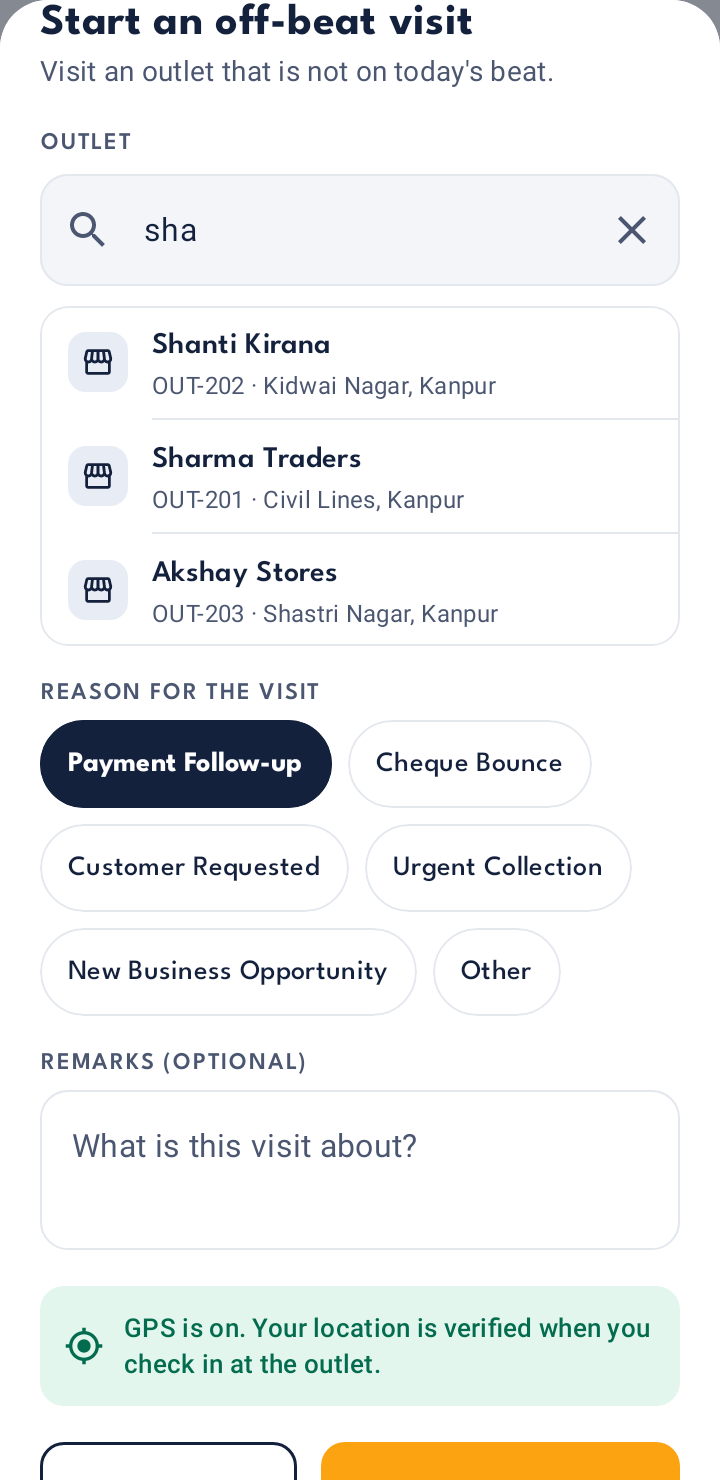 Start an off-beat visit
Visit an outlet that is not on today's beat.
OUTLET
sha
Shanti Kirana
OUT-202 · Kidwai Nagar, Kanpur
Sharma Traders
OUT-201 · Civil Lines, Kanpur
Akshay Stores
OUT-203 · Shastri Nagar, Kanpur
REASON FOR THE VISIT
Payment Follow-up
Cheque Bounce
Customer Requested
Urgent Collection
New Business Opportunity
Other
REMARKS (OPTIONAL)
What is this visit about?
GPS is on. Your location is verified when you
check in at the outlet.